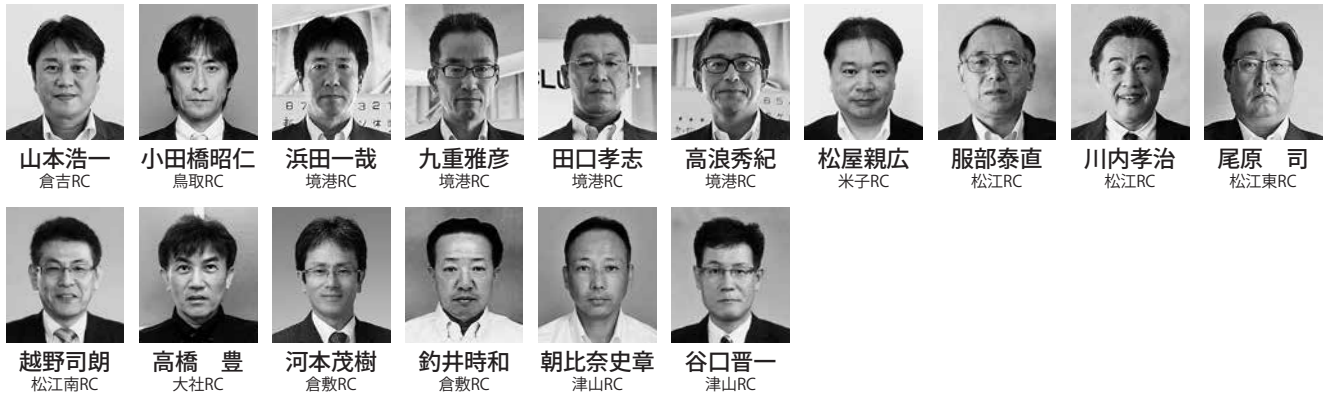 山本浩一 小田橋昭仁 浜田一哉 九重雅彦 田口孝志 高浪秀紀 松屋親広 服部泰直 川内孝治 尾原　司
倉吉RC 鳥取RC 境港RC 境港RC 境港RC 境港RC 米子RC 松江RC 松江RC 松江東RC
越野司朗 高橋　豊 河本茂樹 釣井時和 朝比奈史章 谷口晋一
松江南RC 大社RC 倉敷RC 倉敷RC 津山RC 津山RC